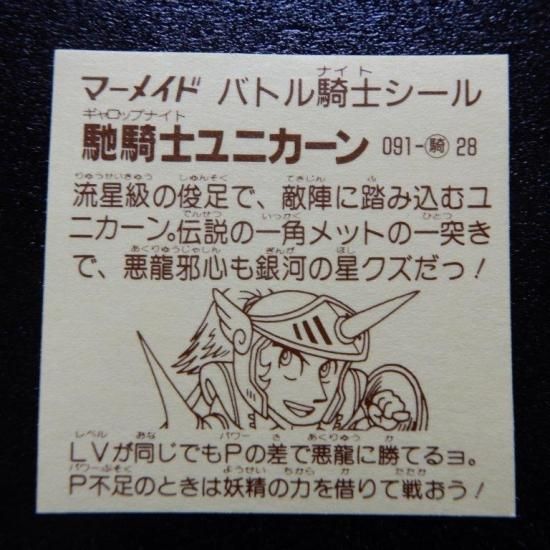 マーメイド バトル騎士シール
ナイト
ギャロップナイト
馳騎士ユニカーン 091-騎 28
りゅうせいきゅう しゅんそく てきじん ふ
流星級の俊足で、敵陣に踏み込むユ
でんせつ いっかく ひとつ
ニカーン。伝説の一角メットの一突き
あくりゅうじゃしん ぎんが ほし
で、悪龍邪心も銀河の星クズだっ！
レベル おな パワー さ あくりゅう か
LVが同じでもPの差で悪龍に勝てるヨ。
パワーぶそく ようせい ちから か たたか
P不足のときは妖精の力を借りて戦おう！